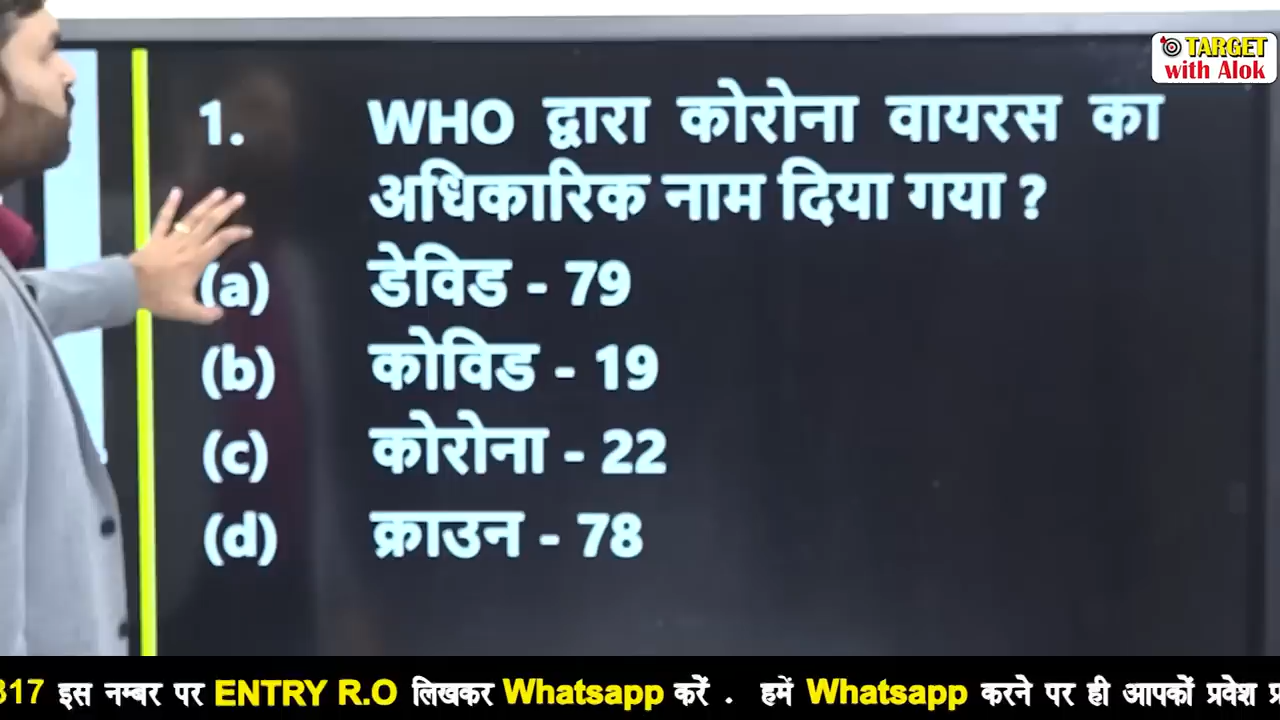 TARGET
with Alok
1. WHO द्वारा कोरोना वायरस का
अधिकारिक नाम दिया गया ?
(a) डेविड - 79
(b) कोविड - 19
(c) कोरोना - 22
(d) क्राउन - 78
817 इस नम्बर पर ENTRY R.O लिखकर Whatsapp करें . हमें Whatsapp करने पर ही आपकों प्रवेश